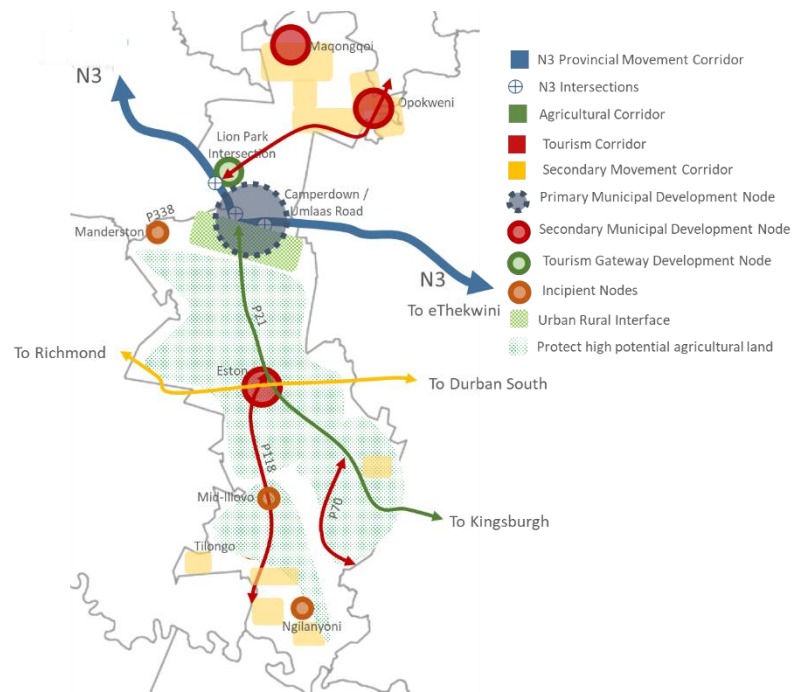 Maqongqoi
N3
Opokweni
Lion Park
Intersection
Camperdown /
Umlaas Road
P338
Manderston
N3
To eThekwini
P21
To Richmond
Eston
To Durban South
P118
Mid-Illovo
P70
To Kingsburgh
Tilongo
Ngilanyoni
N3 Provincial Movement Corridor
N3 Intersections
Agricultural Corridor
Tourism Corridor
Secondary Movement Corridor
Primary Municipal Development Node
Secondary Municipal Development Node
Tourism Gateway Development Node
Incipient Nodes
Urban Rural Interface
Protect high potential agricultural land